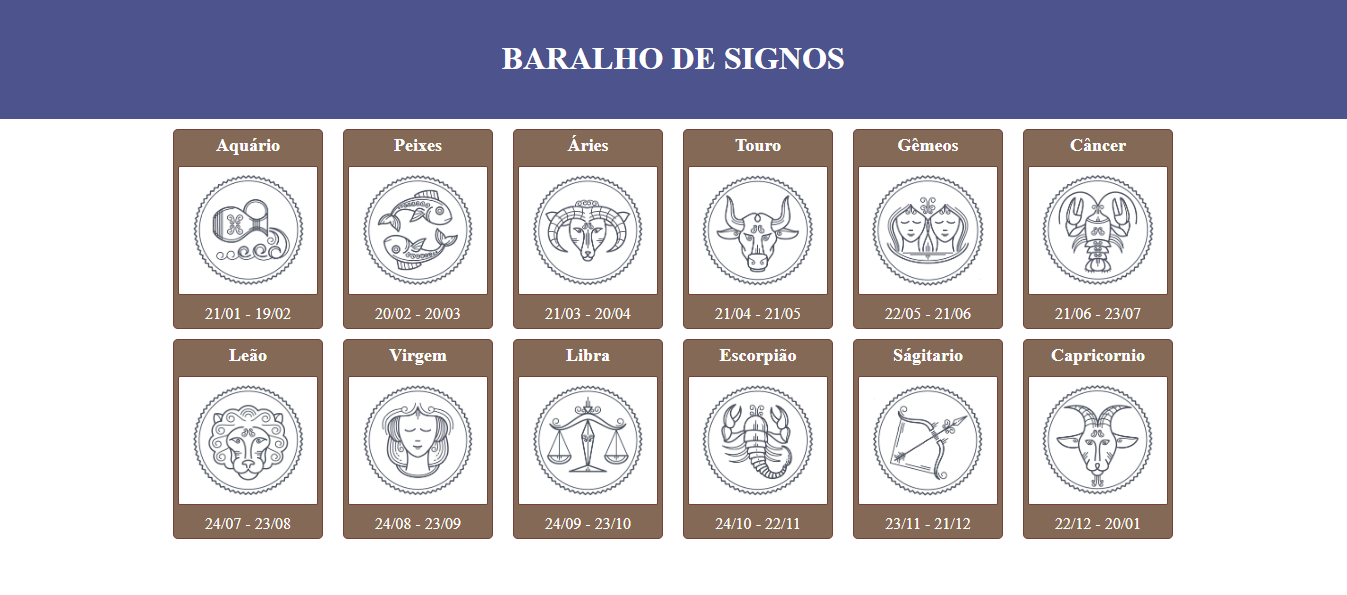 BARALHO DE SIGNOS
Aquário
21/01 - 19/02
Peixes
20/02 - 20/03
Áries
21/03 - 20/04
Touro
21/04 - 21/05
Gêmeos
22/05 - 21/06
Câncer
21/06 - 23/07
Leão
24/07 - 23/08
Virgem
24/08 - 23/09
Libra
24/09 - 23/10
Escorpião
24/10 - 22/11
Ságitario
23/11 - 21/12
Capricornio
22/12 - 20/01